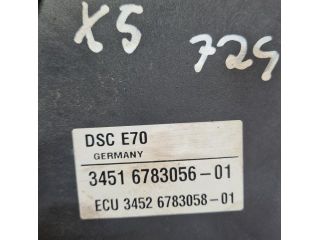 X5 729
DSC E70
GERMANY
3451 6783056-01
ECU 3452 6783058-01